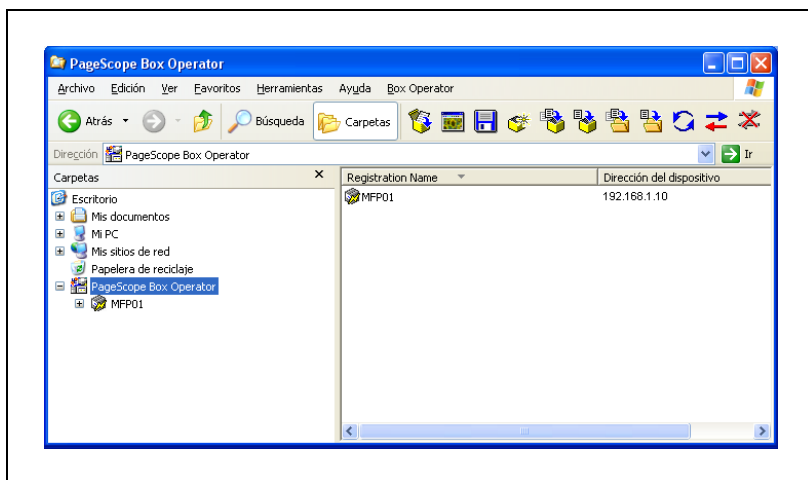 PageScope Box Operator
Archivo Edición Ver Favoritos Herramientas Ayuda Box Operator
Atrás Búsqueda Carpetas
Dirección PageScope Box Operator Ir
Carpetas x Registration Name Dirección del dispositivo
Escritorio MFP01 192.168.1.10
Mis documentos
Mi PC
Mis sitios de red
Papelera de reciclaje
PageScope Box Operator
MFP01